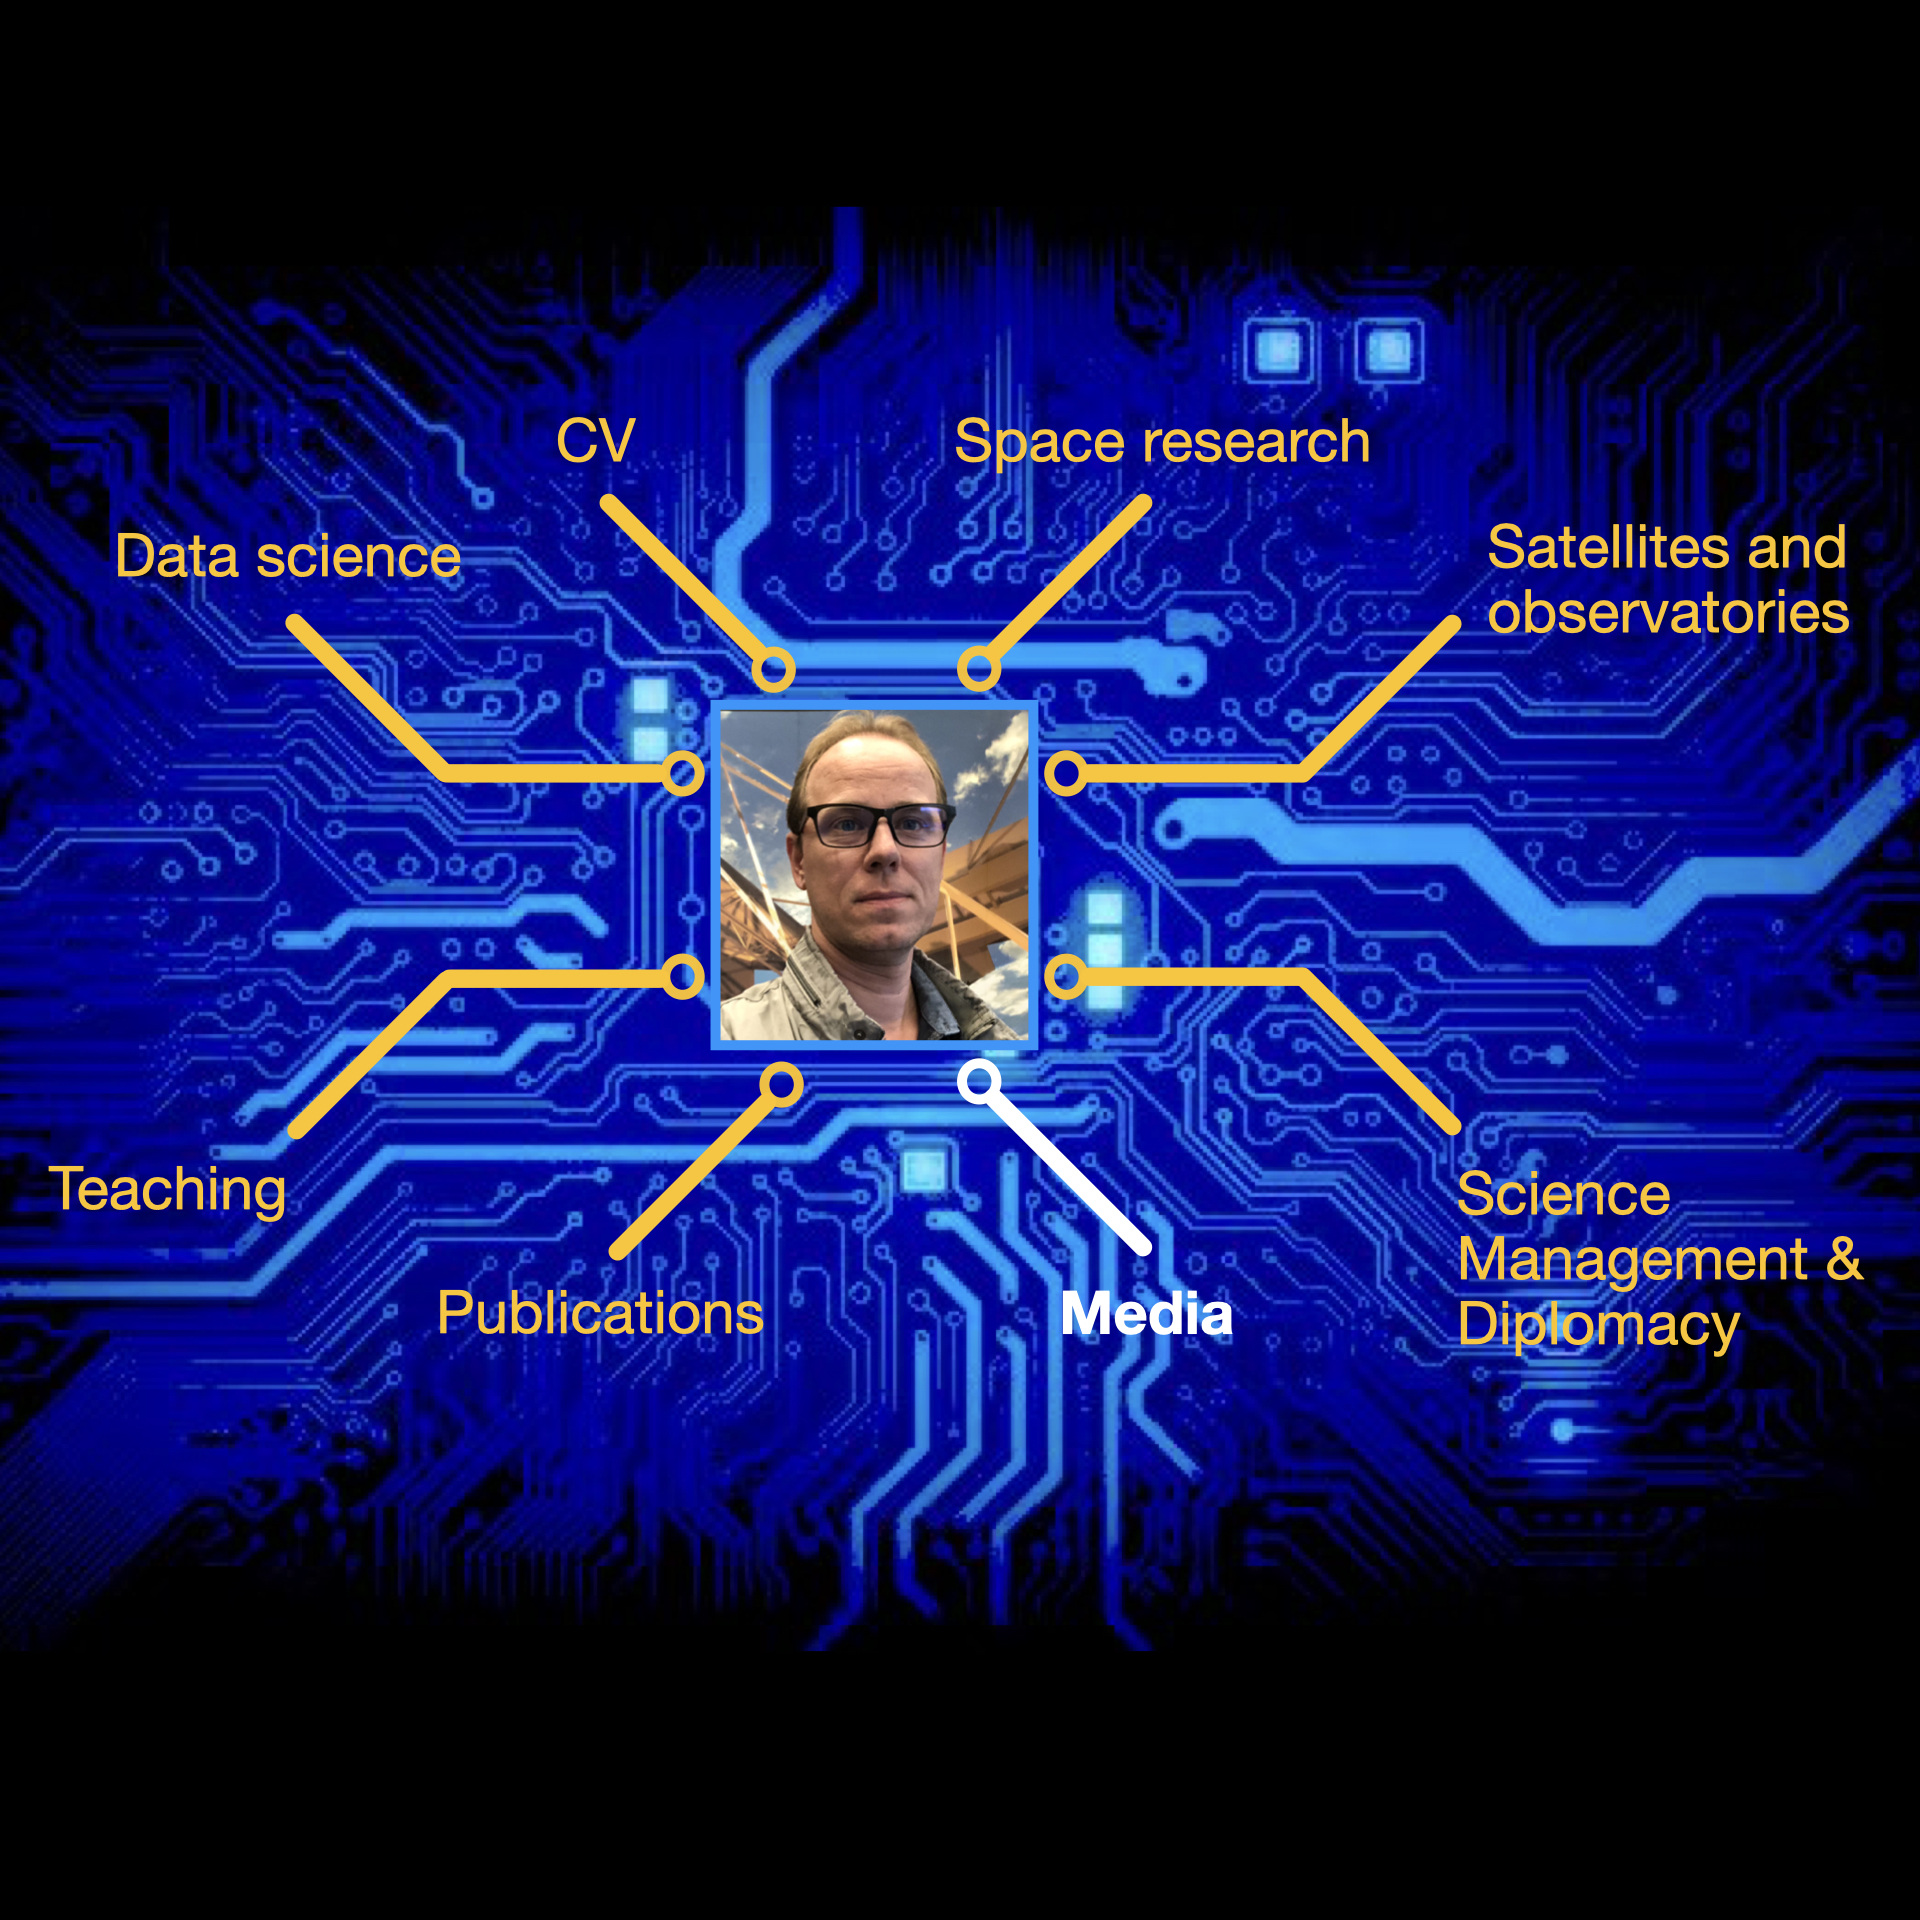 CV
Space research
Data science
Satellites and
observatories
Teaching
Publications
Media
Science
Management &
Diplomacy